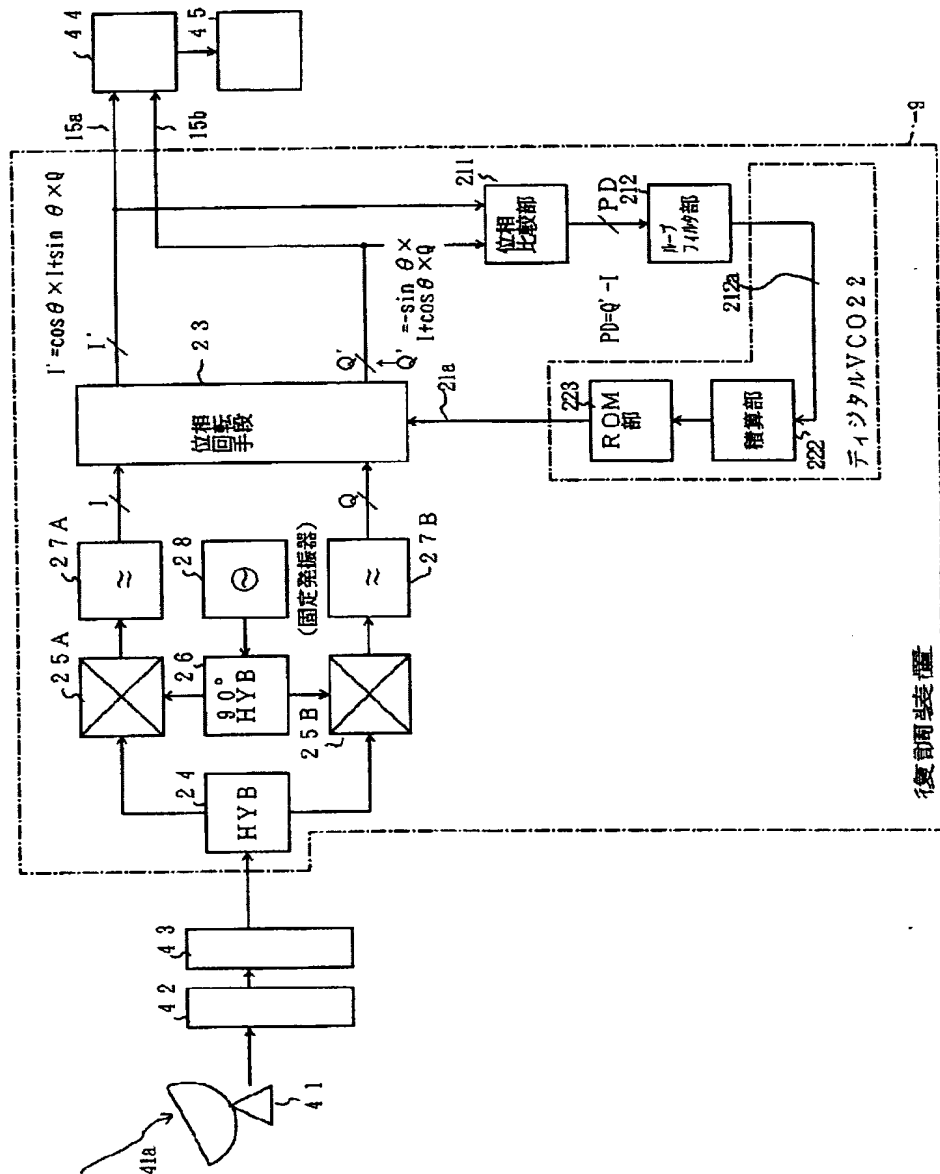 41a
41
42
43
24
HYB
25A
25B
26
90°
HYB
27A
≈
28
(固定発振器)
27B
≈
I
Q
位相
回転
手段
23
I'=cosθ×I+sinθ×Q
I'
Q'
Q'=-sinθ×
I+cosθ×Q
15a
15b
44
45
9
位相
比較部
211
PD
212
ループ
フィルタ部
PD=Q'-I
212a
21a
223
ROM
部
積算部
222
ディジタルVCO22
復調装置